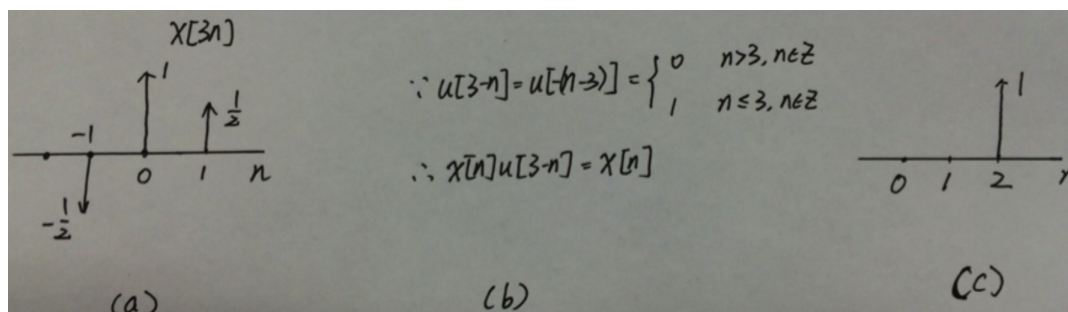 x[3n]
1
1/2
-1
0 1 n
-1/2
(a)
∵ u[3-n]=u[-(n-3)]={ 0 n>3, n∈Z
1 n≤3, n∈Z
∴ x[n]u[3-n]=x[n]
(b)
1
0 1 2
(c)